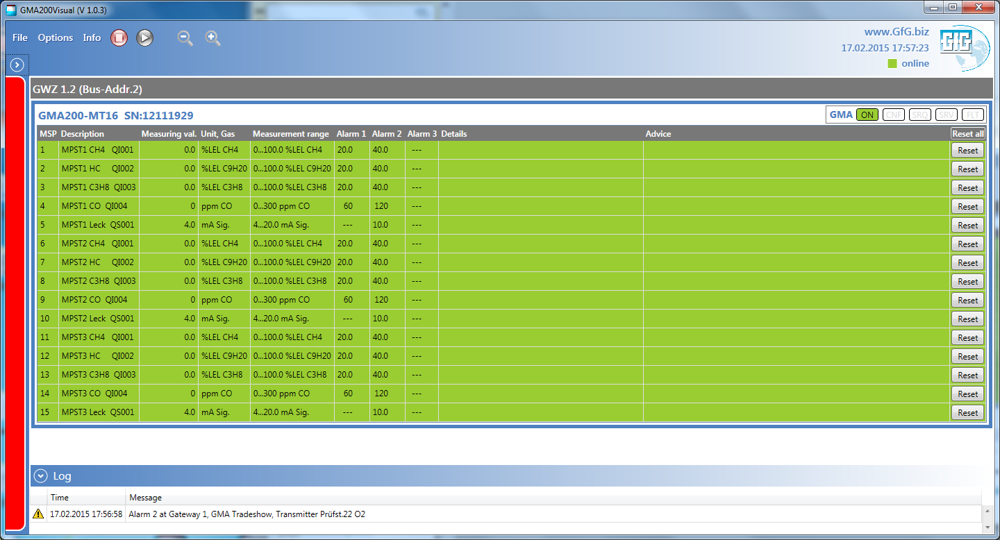 GMA200Visual (V 1.0.3)
File Options Info
www.GfG.biz
17.02.2015 17:57:23
online
GfG
GWZ 1.2 (Bus-Addr.2)
GMA200-MT16 SN:12111929 GMA ON CNF SRQ SRV FLT
MSP Description Measuring val. Unit, Gas Measurement range Alarm 1 Alarm 2 Alarm 3 Details Advice Reset all
1 MPST1 CH4 QI001 0.0 %LEL CH4 0...100.0 %LEL CH4 20.0 40.0 --- Reset
2 MPST1 HC QI002 0.0 %LEL C9H20 0...100.0 %LEL C9H20 20.0 40.0 --- Reset
3 MPST1 C3H8 QI003 0.0 %LEL C3H8 0...100.0 %LEL C3H8 20.0 40.0 --- Reset
4 MPST1 CO QI004 0 ppm CO 0...300 ppm CO 60 120 --- Reset
5 MPST1 Leck QS001 4.0 mA Sig. 4...20.0 mA Sig. --- 10.0 --- Reset
6 MPST2 CH4 QI001 0.0 %LEL CH4 0...100.0 %LEL CH4 20.0 40.0 --- Reset
7 MPST2 HC QI002 0.0 %LEL C9H20 0...100.0 %LEL C9H20 20.0 40.0 --- Reset
8 MPST2 C3H8 QI003 0.0 %LEL C3H8 0...100.0 %LEL C3H8 20.0 40.0 --- Reset
9 MPST2 CO QI004 0 ppm CO 0...300 ppm CO 60 120 --- Reset
10 MPST2 Leck QS001 4.0 mA Sig. 4...20.0 mA Sig. --- 10.0 --- Reset
11 MPST3 CH4 QI001 0.0 %LEL CH4 0...100.0 %LEL CH4 20.0 40.0 --- Reset
12 MPST3 HC QI002 0.0 %LEL C9H20 0...100.0 %LEL C9H20 20.0 40.0 --- Reset
13 MPST3 C3H8 QI003 0.0 %LEL C3H8 0...100.0 %LEL C3H8 20.0 40.0 --- Reset
14 MPST3 CO QI004 0 ppm CO 0...300 ppm CO 60 120 --- Reset
15 MPST3 Leck QS001 4.0 mA Sig. 4...20.0 mA Sig. --- 10.0 --- Reset
Log
Time Message
17.02.2015 17:56:58 Alarm 2 at Gateway 1, GMA Tradeshow, Transmitter Prüfst.22 O2